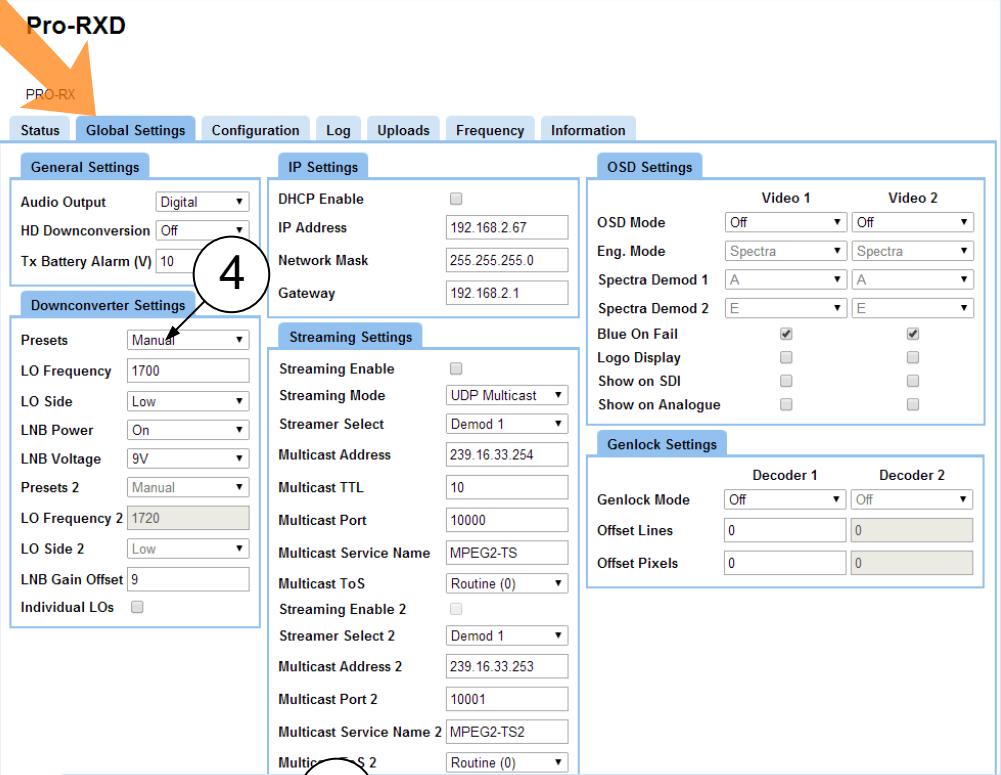 Pro-RXD
PRO-RX
Status Global Settings Configuration Log Uploads Frequency Information
General Settings
Audio Output Digital
HD Downconversion Off
Tx Battery Alarm (V) 10
4
Downconverter Settings
Presets Manual
LO Frequency 1700
LO Side Low
LNB Power On
LNB Voltage 9V
Presets 2 Manual
LO Frequency 2 1720
LO Side 2 Low
LNB Gain Offset 9
Individual LOs
IP Settings
DHCP Enable
IP Address 192.168.2.67
Network Mask 255.255.255.0
Gateway 192.168.2.1
Streaming Settings
Streaming Enable
Streaming Mode UDP Multicast
Streamer Select Demod 1
Multicast Address 239.16.33.254
Multicast TTL 10
Multicast Port 10000
Multicast Service Name MPEG2-TS
Multicast ToS Routine (0)
Streaming Enable 2
Streamer Select 2 Demod 1
Multicast Address 2 239.16.33.253
Multicast Port 2 10001
Multicast Service Name 2 MPEG2-TS2
Multicast ToS 2 Routine (0)
OSD Settings
Video 1 Video 2
OSD Mode Off Off
Eng. Mode Spectra Spectra
Spectra Demod 1 A A
Spectra Demod 2 E E
Blue On Fail
Logo Display
Show on SDI
Show on Analogue
Genlock Settings
Decoder 1 Decoder 2
Genlock Mode Off Off
Offset Lines 0 0
Offset Pixels 0 0